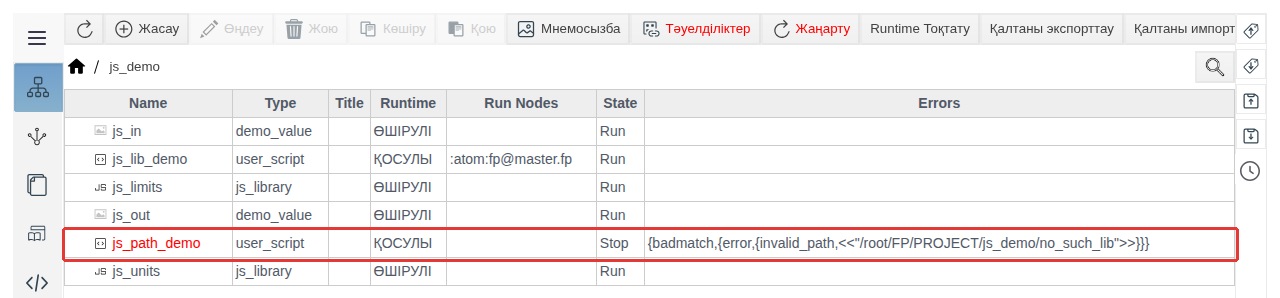 Жасау Өңдеу Жою Көшіру Қою Мнемосызба Тәуелділіктер Жаңарту Runtime Тоқтату Қалтаны экспорттау Қалтаны импорт
/ js_demo
Name Type Title Runtime Run Nodes State Errors
js_in demo_value ӨШІРУЛІ Run
js_lib_demo user_script ҚОСУЛЫ :atom:fp@master.fp Run
JS js_limits js_library ӨШІРУЛІ Run
js_out demo_value ӨШІРУЛІ Run
js_path_demo user_script ҚОСУЛЫ Stop {badmatch,{error,{invalid_path,<<"/root/FP/PROJECT/js_demo/no_such_lib">>}}}
JS js_units js_library ӨШІРУЛІ Run